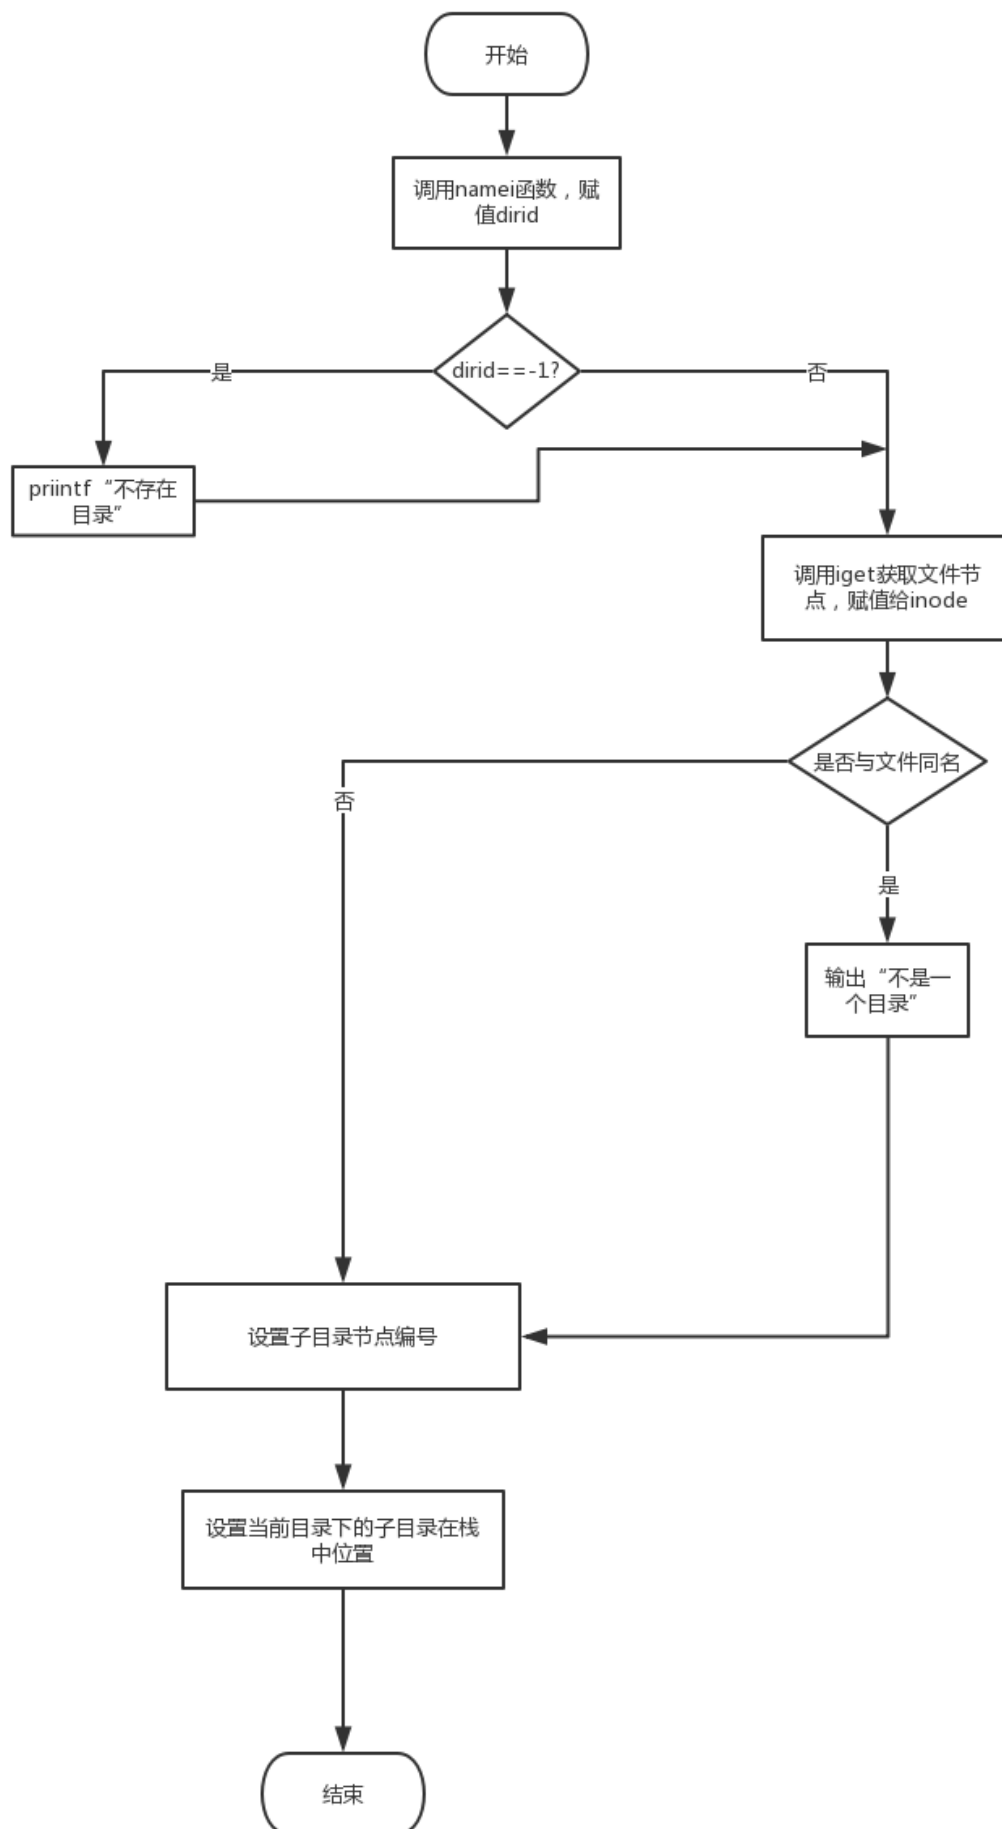 开始
调用namei函数，赋
值dirid
dirid==-1?
是
否
priintf“不存在
目录”
调用iget获取文件节
点，赋值给inode
是否与文件同名
否
是
输出“不是一
个目录”
设置子目录节点编号
设置当前目录下的子目录在栈
中位置
结束